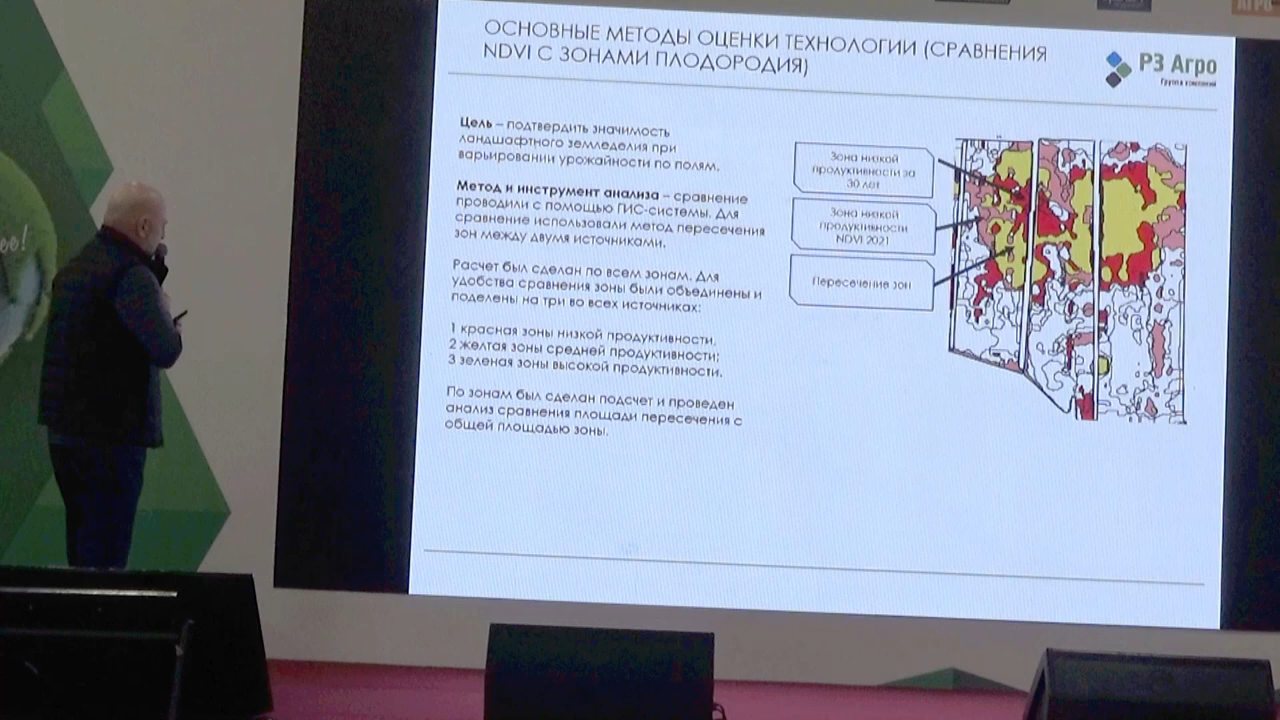 ОСНОВНЫЕ МЕТОДЫ ОЦЕНКИ ТЕХНОЛОГИИ (СРАВНЕНИЯ
NDVI С ЗОНАМИ ПЛОДОРОДИЯ)
РЗ Агро
Группа компаний
Цель – подтвердить значимость
ландшафтного земледелия при
варьировании урожайности по полям.
Метод и инструмент анализа – сравнение
проводили с помощью ГИС-системы. Для
сравнение использовали метод пересечения
зон между двумя источниками.
Расчет был сделан по всем зонам. Для
удобства сравнения зоны были объединены и
поделены на три во всех источниках:
1 красная зоны низкой продуктивности,
2 желтая зоны средней продуктивности;
3 зеленая зоны высокой продуктивности.
По зонам был сделан подсчет и проведен
анализ сравнения площади пересечения с
общей площадью зоны.
Зона низкой
продуктивности за
30 лет
Зона низкой
продуктивности
NDVI 2021
Пересечение зон